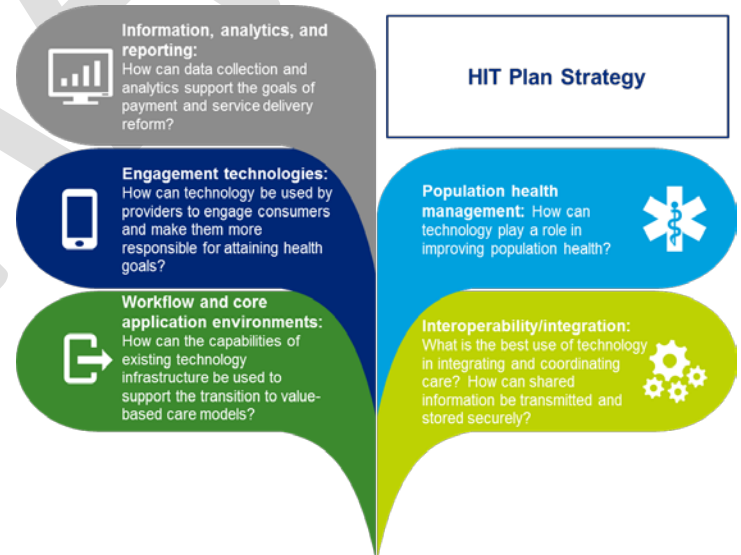 Information, analytics, and
reporting:
How can data collection and
analytics support the goals of
payment and service delivery
reform?
HIT Plan Strategy
Engagement technologies:
How can technology be used by
providers to engage consumers
and make them more
responsible for attaining health
goals?
Population health
management: How can
technology play a role in
improving population health?
Workflow and core
application environments:
How can the capabilities of
existing technology
infrastructure be used to
support the transition to value-
based care models?
Interoperability/integration:
What is the best use of technology
in integrating and coordinating
care? How can shared
information be transmitted and
stored securely?